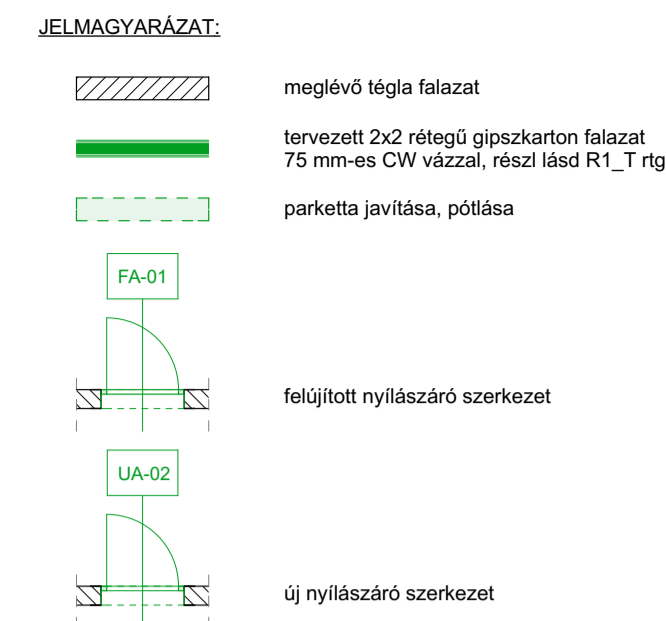 JELMAGYARÁZAT:
meglévő tégla falazat
tervezett 2x2 rétegű gipszkarton falazat
75 mm-es CW vázzal, részl lásd R1_T rtg
parketta javítása, pótlása
FA-01
felújított nyílászáró szerkezet
UA-02
új nyílászáró szerkezet